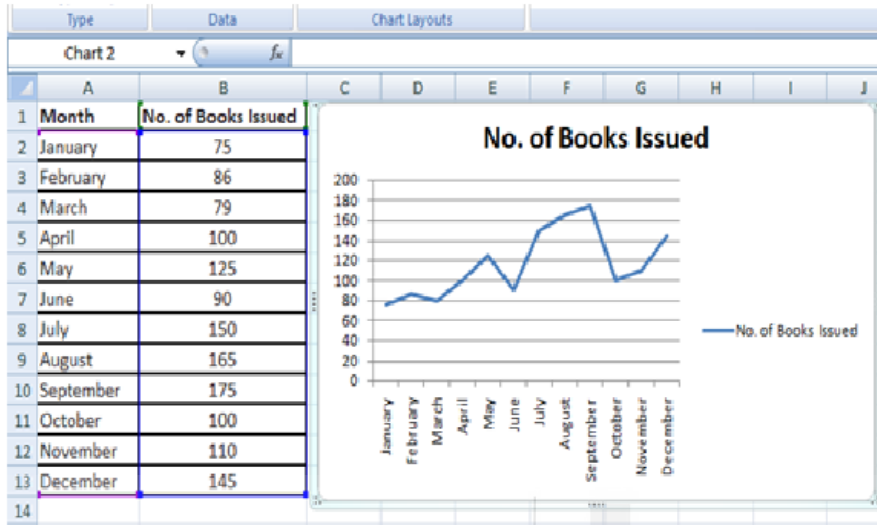 Type Data Chart Layouts
Chart 2 fx
A B C D E F G H I J
1 Month No. of Books Issued
2 January 75
3 February 86
4 March 79
5 April 100
6 May 125
7 June 90
8 July 150
9 August 165
10 September 175
11 October 100
12 November 110
13 December 145
14
No. of Books Issued
200
180
160
140
120
100
80
60
40
20
0
January
February
March
April
May
June
July
August
September
October
November
December
No. of Books Issued